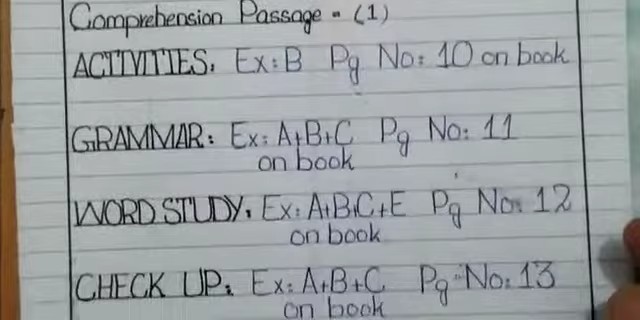 Comprehension Passage - (1)
ACTIVITIES: Ex: B Pg No: 10 on book
GRAMMAR: Ex: A+B+C Pg No: 11
on book
WORD STUDY: Ex: A+B+C+E Pg No: 12
on book
CHECK UP: Ex: A+B+C Pg No: 13
on book